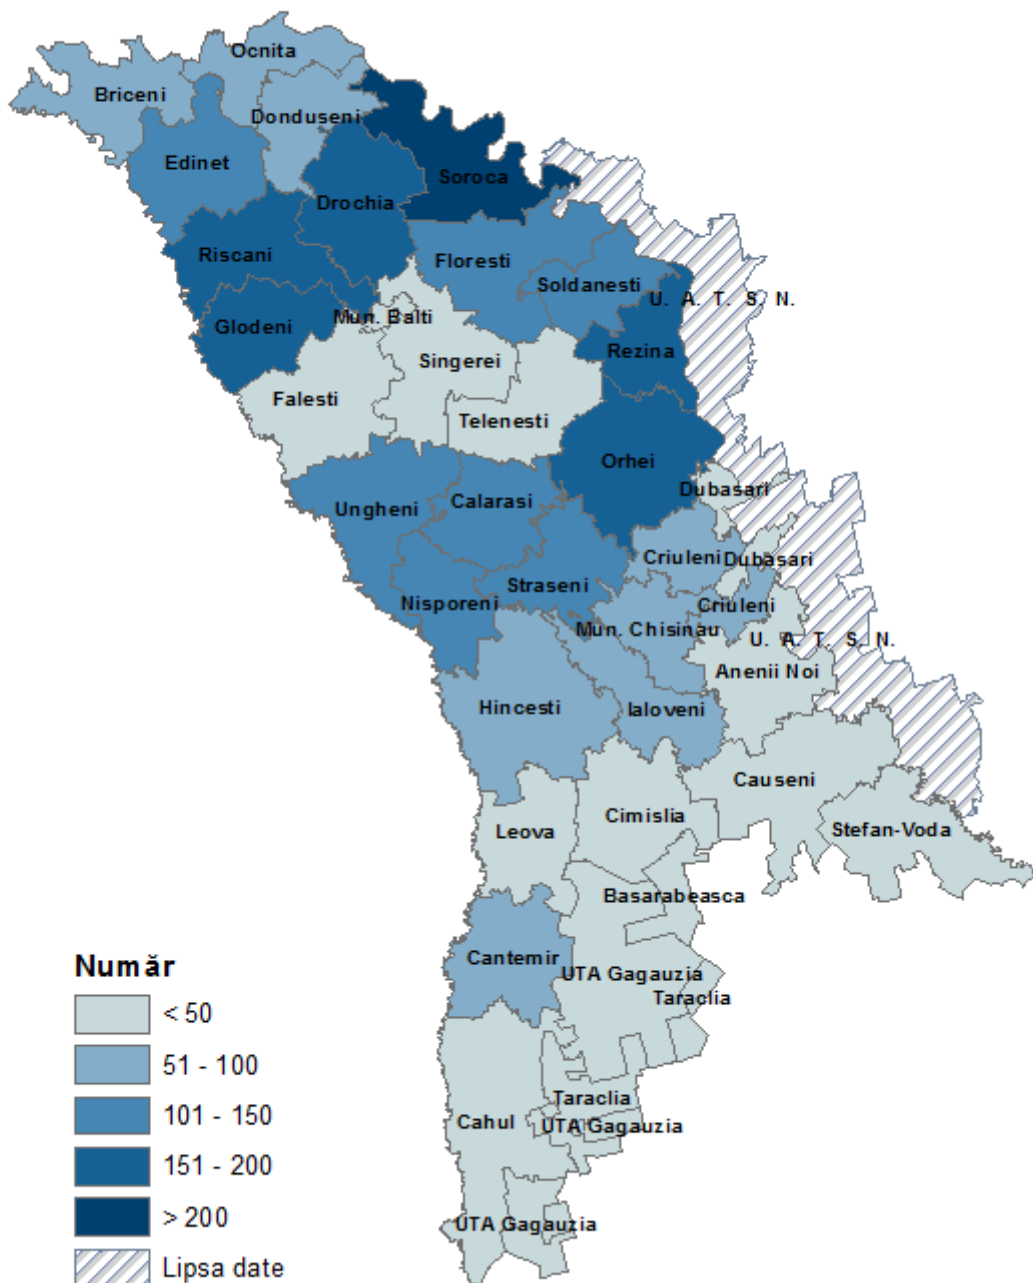 Ocnita
Briceni
Donduseni
Edinet
Soroca
Drochia
Riscani
Floresti
Soldanesti
U. A. T. S. N.
Mun. Balti
Glodeni
Rezina
Singerei
Falesti
Telenesti
Orhei
Dubasari
Calarasi
Ungheni
Criuleni
Dubasari
Straseni
Nisporeni
Criuleni
Mun. Chisinau
U. A. T. S. N.
Anenii Noi
Hincesti
Ialoveni
Causeni
Cimislia
Leova
Stefan-Voda
Basarabeasca
Cantemir
UTA Gagauzia
Taraclia
Taraclia
Cahul
UTA Gagauzia
UTA Gagauzia
Număr
< 50
51 - 100
101 - 150
151 - 200
> 200
Lipsa date